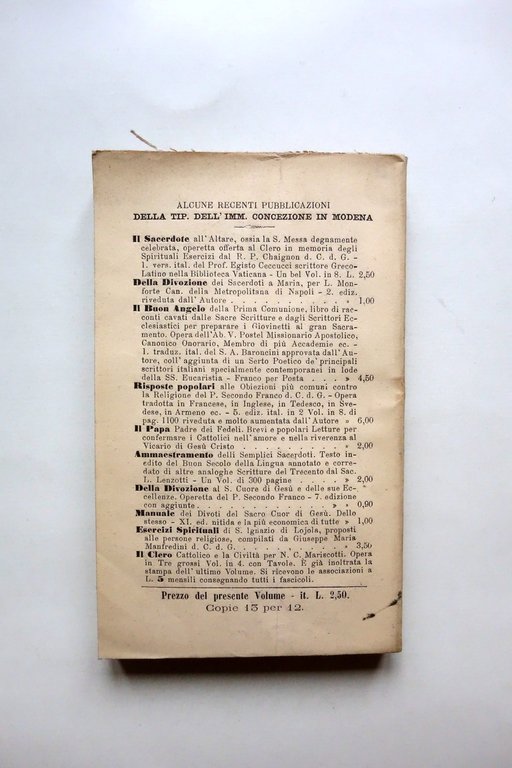 ALCUNE RECENTI PUBBLICAZIONI
DELLA TIP. DELL' IMM. CONCEZIONE IN MODENA
Il Sacerdote all'Altare, ossia la S. Messa degnamente
celebrata, operetta offerta al Clero in memoria degli
Spirituali Esercizi dal R. P. Chaignon d. C. d. G. -
1. vers. ital. del Prof. Egisto Ceccucci scrittore Greco-
Latino nella Biblioteca Vaticana - Un bel Vol. in 8. L. 2,50
Della Divozione dei Sacerdoti a Maria, per L. Mon-
forte Can. della Metropolitana di Napoli - 2. ediz.
riveduta dall' Autore . . . . . . . . . . » 1,00
Il Buon Angelo della Prima Comunione, libro di rac-
conti cavati dalle Sacre Scritture e dagli Scrittori Ec-
clesiastici per preparare i Giovinetti al gran Sacra-
mento. Opera dell'Ab. V. Postel Missionario Apostolico,
Canonico Onorario, Membro di più Accademie ec. -
1. traduz. ital. del S. A. Baroncini approvata dall'Au-
tore, coll' aggiunta di un Serto Poetico de' principali
scrittori italiani specialmente contemporanei in lode
della SS. Eucaristia - Franco per Posta . . . » 4,50
Risposte popolari alle Obiezioni più comuni contro
la Religione del P. Secondo Franco d. C. d. G. - Opera
tradotta in Francese, in Inglese, in Tedesco, in Sve-
dese, in Armeno ec. - 5. ediz. ital. in 2 Vol. in 8. di
pag. 1100 riveduta e molto aumentata dall'Autore » 6,00
Il Papa Padre dei Fedeli. Brevi e popolari Letture per
confermare i Cattolici nell'amore e nella riverenza al
Vicario di Gesù Cristo . . . . . . . . » 2,00
Ammaestramento delli Semplici Sacerdoti. Testo in-
edito del Buon Secolo della Lingua annotato e corre-
dato di altre analoghe Scritture del Trecento dal Sac.
L. Lenzotti - Un Vol. di 300 pagine . . . . » 2,00
Della Divozione al S. Cuore di Gesù e delle sue Ec-
cellenze. Operetta del P. Secondo Franco - 7. edizione
con aggiunte . . . . . . . . . . . » 0,90
Manuale dei Divoti del Sacro Cuor di Gesù. Dello
stesso - XI. ed. nitida e la più economica di tutte » 1,00
Esercizi Spirituali di S. Ignazio di Lojola, proposti
alle persone religiose, compilati da Giuseppe Maria
Manfredini d. C. d. G. . . . . . . . . » 3,50
Il Clero Cattolico e la Civiltà per N. C. Mariscotti. Opera
in Tre grossi Vol. in 4. con Tavole. È già inoltrata la
stampa dell'ultimo Volume. Si ricevono le associazioni a
L. 5 mensili consegnando tutti i fascicoli.
Prezzo del presente Volume - it. L. 2,50.
Copie 13 per 12.